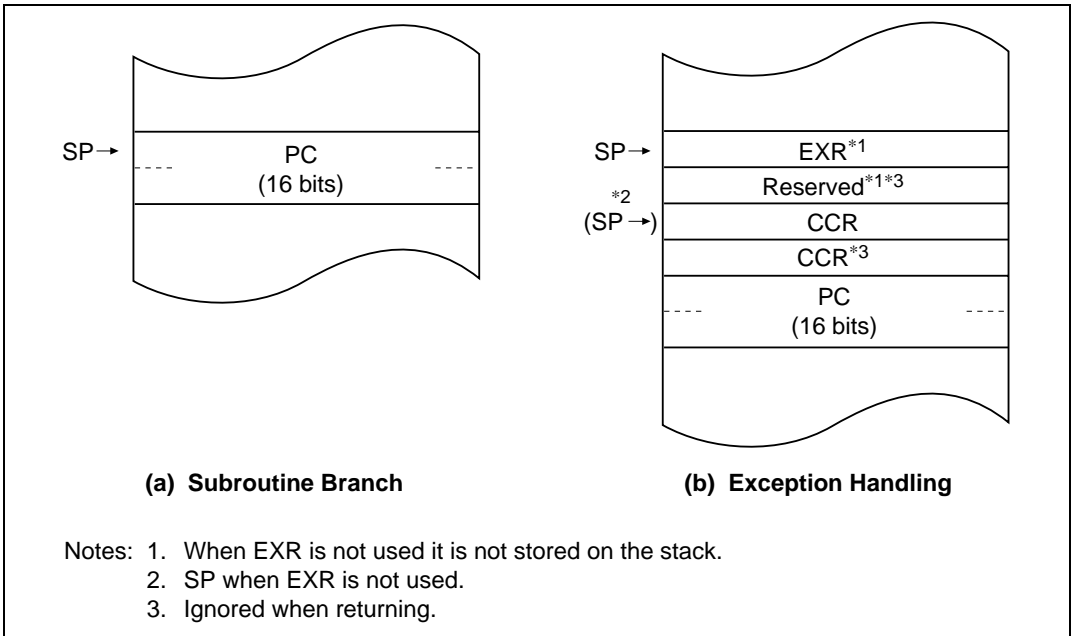 SP→
PC
(16 bits)
(a) Subroutine Branch
SP→
EXR*1
Reserved*1*3
*2
(SP→)
CCR
CCR*3
PC
(16 bits)
(b) Exception Handling
Notes: 1. When EXR is not used it is not stored on the stack.
2. SP when EXR is not used.
3. Ignored when returning.